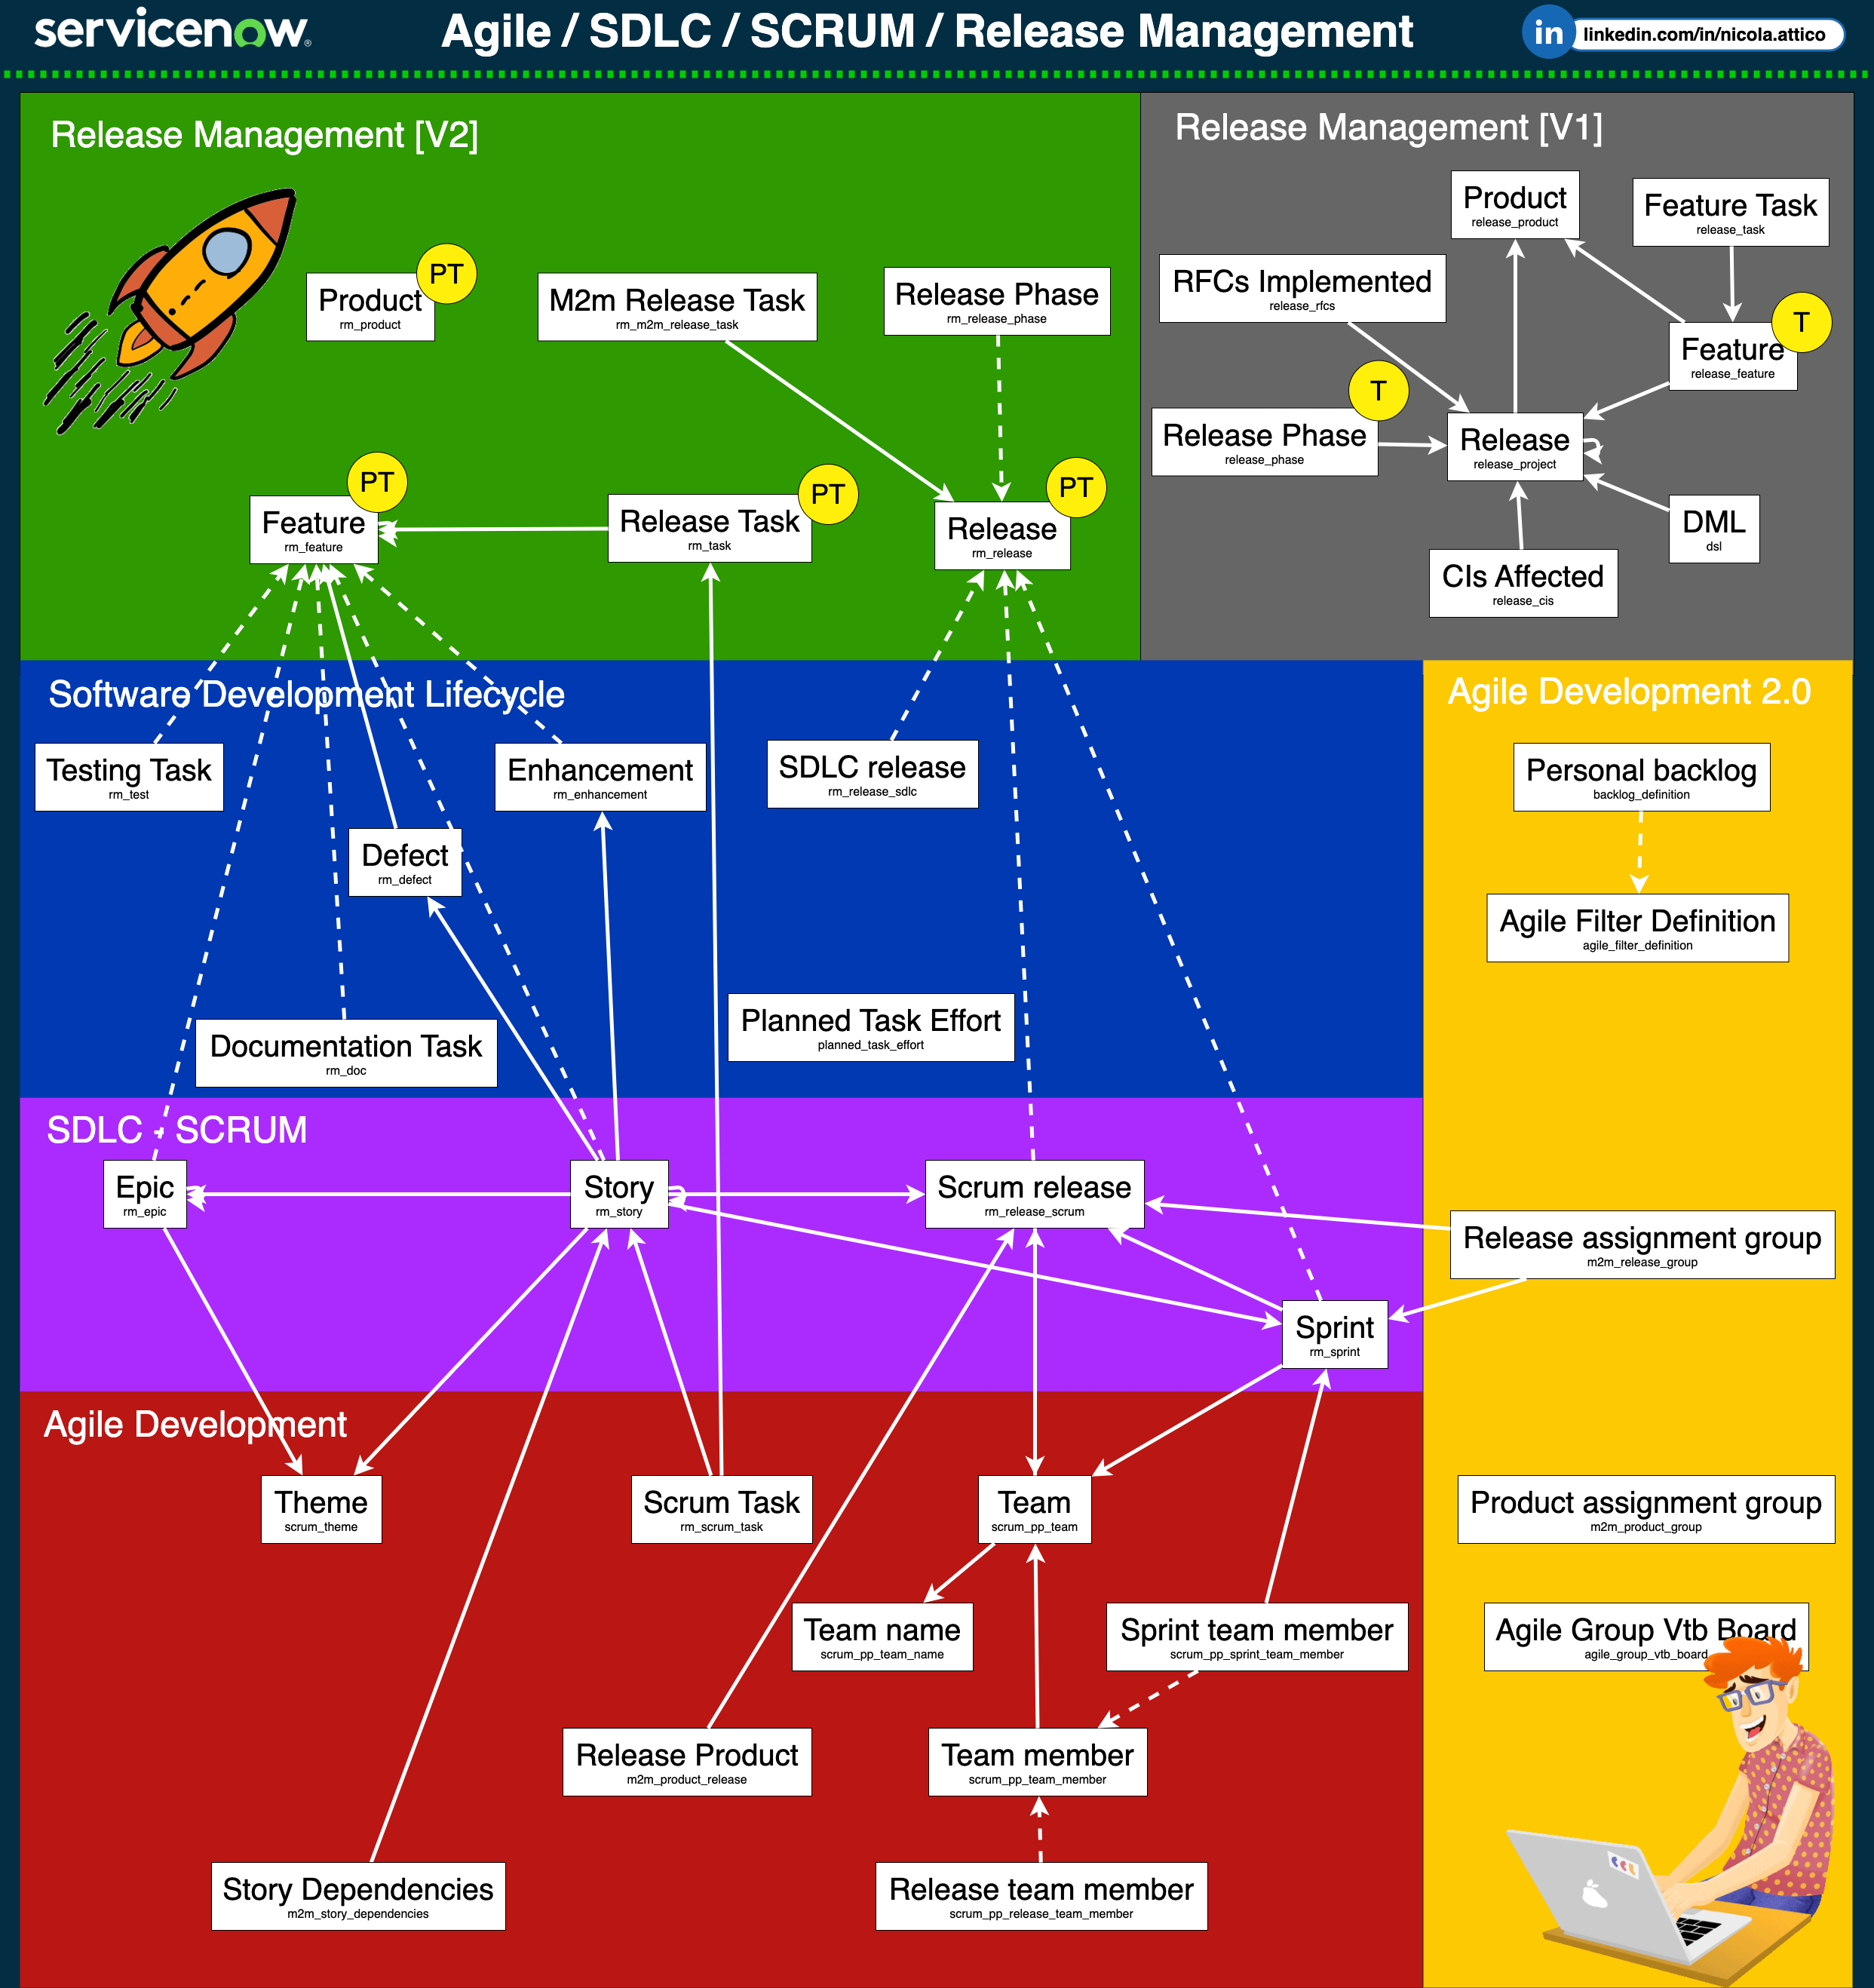 servicenow®
Agile / SDLC / SCRUM / Release Management
in
linkedin.com/in/nicola.attico
Release Management [V2]
Product
rm_product
PT
M2m Release Task
rm_m2m_release_task
Release Phase
rm_release_phase
Feature
rm_feature
PT
Release Task
rm_task
PT
Release
rm_release
PT
Release Management [V1]
Product
release_product
Feature Task
release_task
RFCs Implemented
release_rfcs
Feature
release_feature
T
Release Phase
release_phase
T
Release
release_project
DML
dsl
CIs Affected
release_cis
Software Development Lifecycle
Testing Task
rm_test
Enhancement
rm_enhancement
SDLC release
rm_release_sdlc
Defect
rm_defect
Planned Task Effort
planned_task_effort
Documentation Task
rm_doc
Agile Development 2.0
Personal backlog
backlog_definition
Agile Filter Definition
agile_filter_definition
Release assignment group
m2m_release_group
Product assignment group
m2m_product_group
Agile Group Vtb Board
agile_group_vtb_board
SDLC - SCRUM
Epic
rm_epic
Story
rm_story
Scrum release
rm_release_scrum
Sprint
rm_sprint
Agile Development
Theme
scrum_theme
Scrum Task
rm_scrum_task
Team
scrum_pp_team
Team name
scrum_pp_team_name
Sprint team member
scrum_pp_sprint_team_member
Release Product
m2m_product_release
Team member
scrum_pp_team_member
Story Dependencies
m2m_story_dependencies
Release team member
scrum_pp_release_team_member